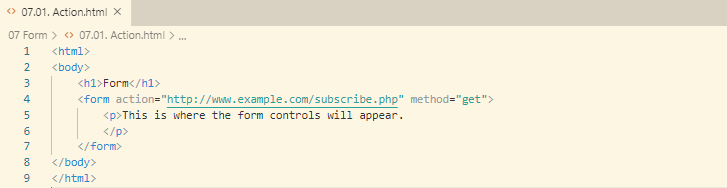 07.01. Action.html
07 Form > 07.01. Action.html > ...
1 <html>
2 <body>
3 <h1>Form</h1>
4 <form action="http://www.example.com/subscribe.php" method="get">
5 <p>This is where the form controls will appear.
6 </p>
7 </form>
8 </body>
9 </html>